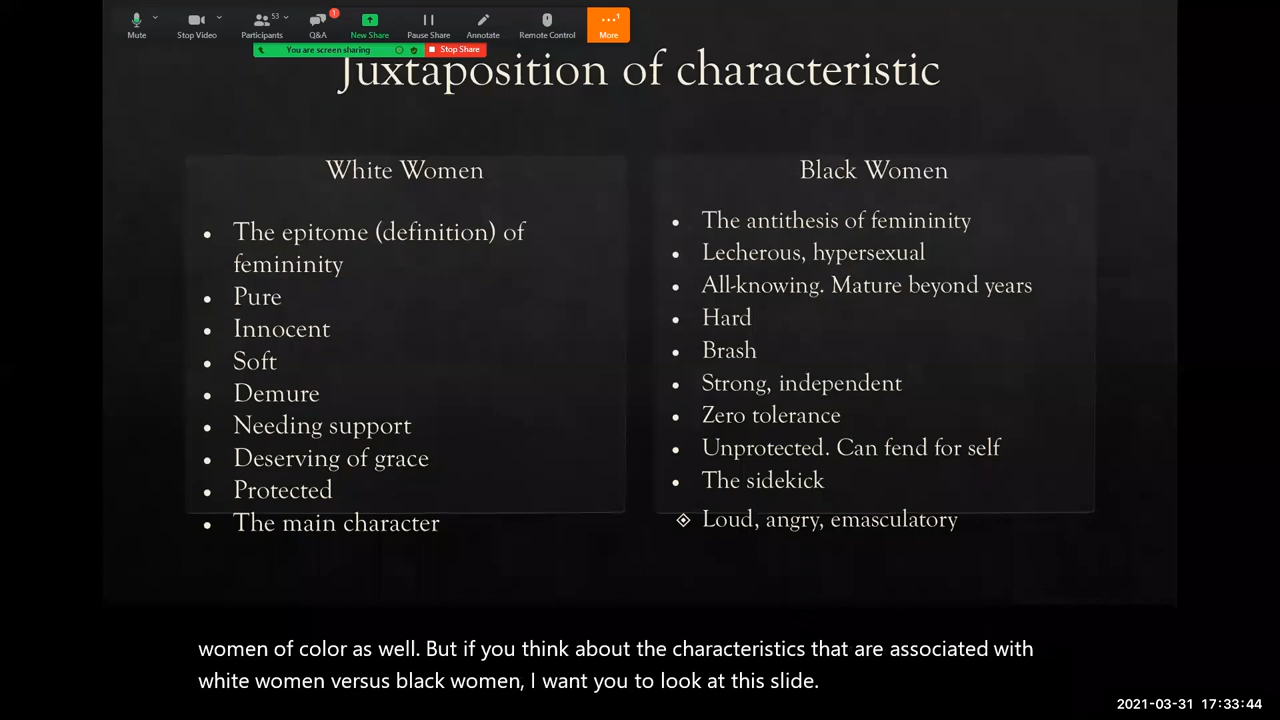 53
1
1
Mute
Stop Video
Participants
Q&A
New Share
Pause Share
Annotate
Remote Control
More
You are screen sharing
Stop Share
Juxtaposition of characteristic
White Women
• The epitome (definition) of
femininity
• Pure
• Innocent
• Soft
• Demure
• Needing support
• Deserving of grace
• Protected
• The main character
Black Women
• The antithesis of femininity
• Lecherous, hypersexual
• All-knowing. Mature beyond years
• Hard
• Brash
• Strong, independent
• Zero tolerance
• Unprotected. Can fend for self
• The sidekick
Loud, angry, emasculatory
women of color as well. But if you think about the characteristics that are associated with
white women versus black women, I want you to look at this slide.
2021-03-31 17:33:44